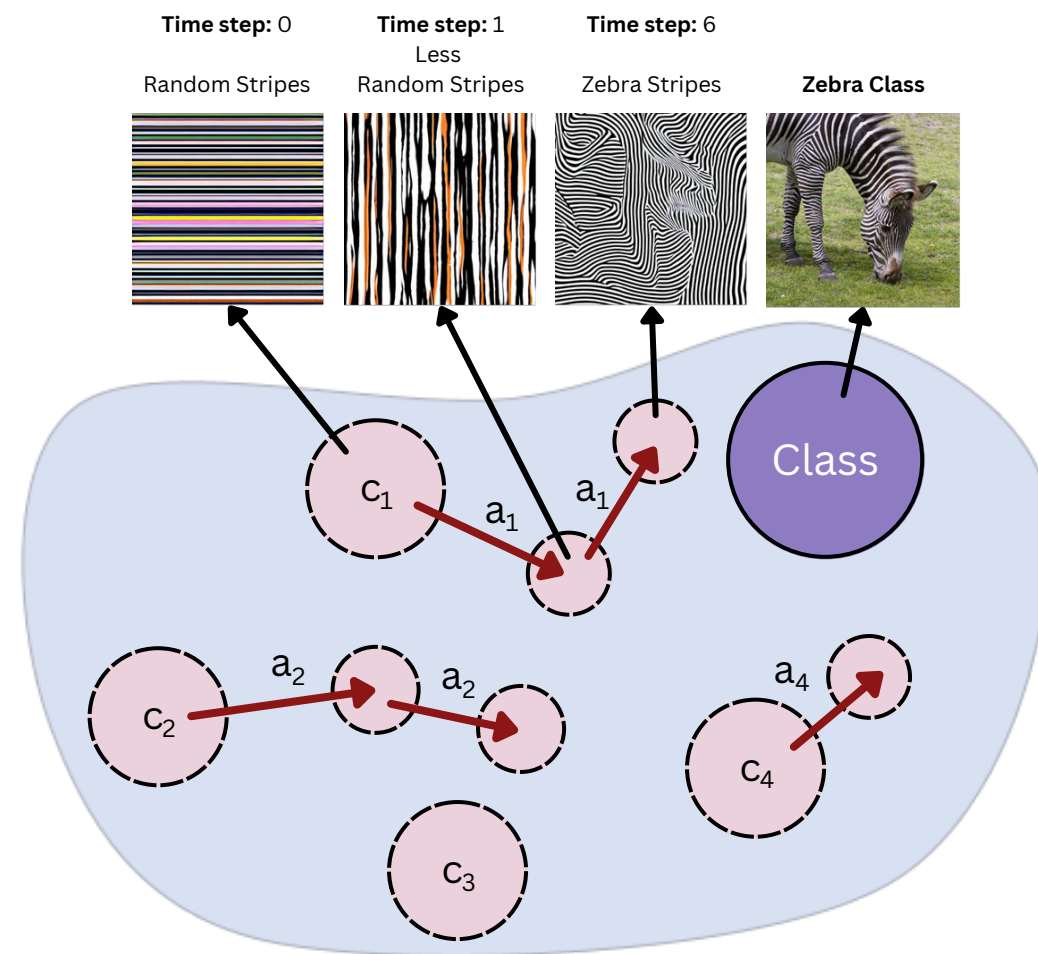 Time step: 0
Time step: 1
Time step: 6
Less
Random Stripes
Random Stripes
Zebra Stripes
Zebra Class
Class
c₁
a₁
a₁
a₂
a₂
c₂
a₄
c₄
c₃